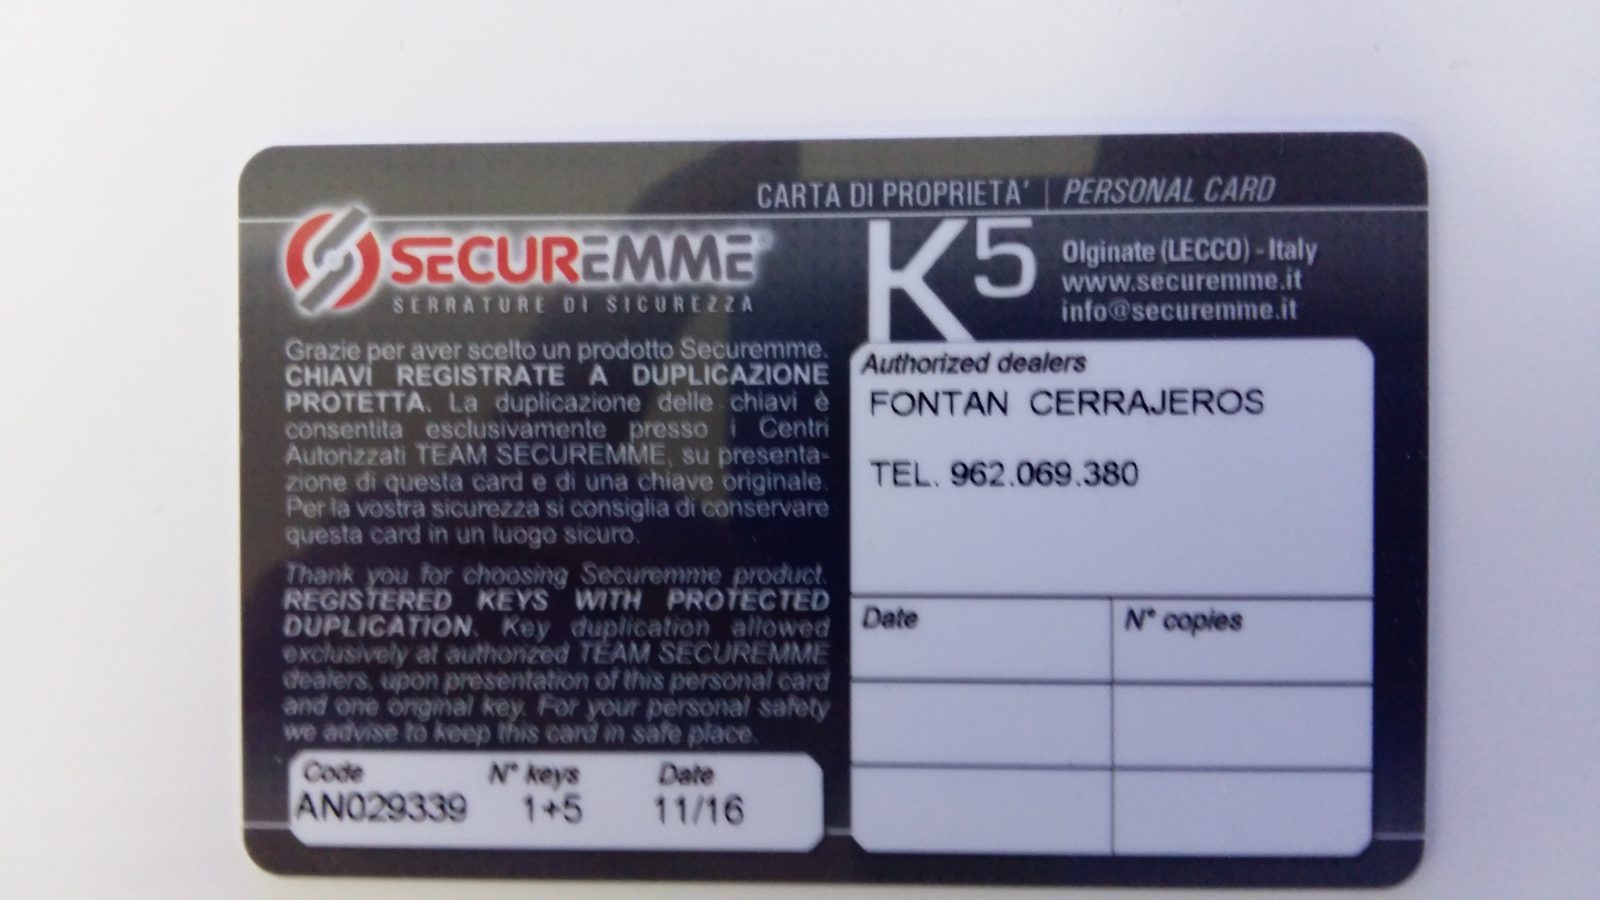 CARTA DI PROPRIETA' | PERSONAL CARD
SECUREMME®
SERRATURE DI SICUREZZA
K5
Olginate (LECCO) - Italy
www.securemme.it
info@securemme.it
Grazie per aver scelto un prodotto Securemme.
CHIAVI REGISTRATE A DUPLICAZIONE
PROTETTA. La duplicazione delle chiavi è
consentita esclusivamente presso i Centri
Autorizzati TEAM SECUREMME, su presenta-
zione di questa card e di una chiave originale.
Per la vostra sicurezza si consiglia di conservare
questa card in un luogo sicuro.
Thank you for choosing Securemme product.
REGISTERED KEYS WITH PROTECTED
DUPLICATION. Key duplication allowed
exclusively at authorized TEAM SECUREMME
dealers, upon presentation of this personal card
and one original key. For your personal safety
we advise to keep this card in safe place.
Code N° keys Date
AN029339 1+5 11/16
Authorized dealers
FONTAN CERRAJEROS
TEL. 962.069.380
Date N° copies